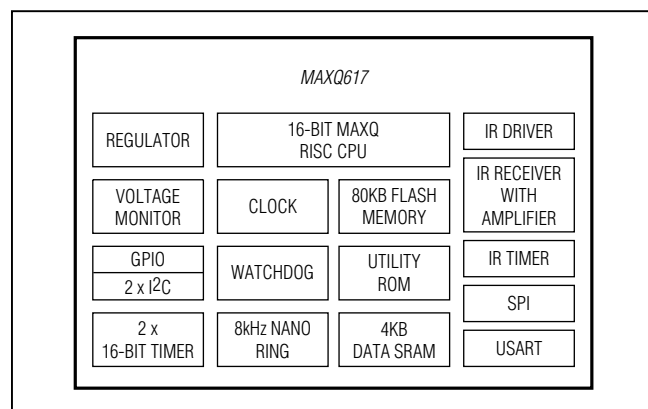 MAXQ617
REGULATOR
16-BIT MAXQ
RISC CPU
IR DRIVER
VOLTAGE
MONITOR
CLOCK
80KB FLASH
MEMORY
IR RECEIVER
WITH
AMPLIFIER
GPIO
2 x I²C
WATCHDOG
UTILITY
ROM
IR TIMER
SPI
2 x
16-BIT TIMER
8kHz NANO
RING
4KB
DATA SRAM
USART